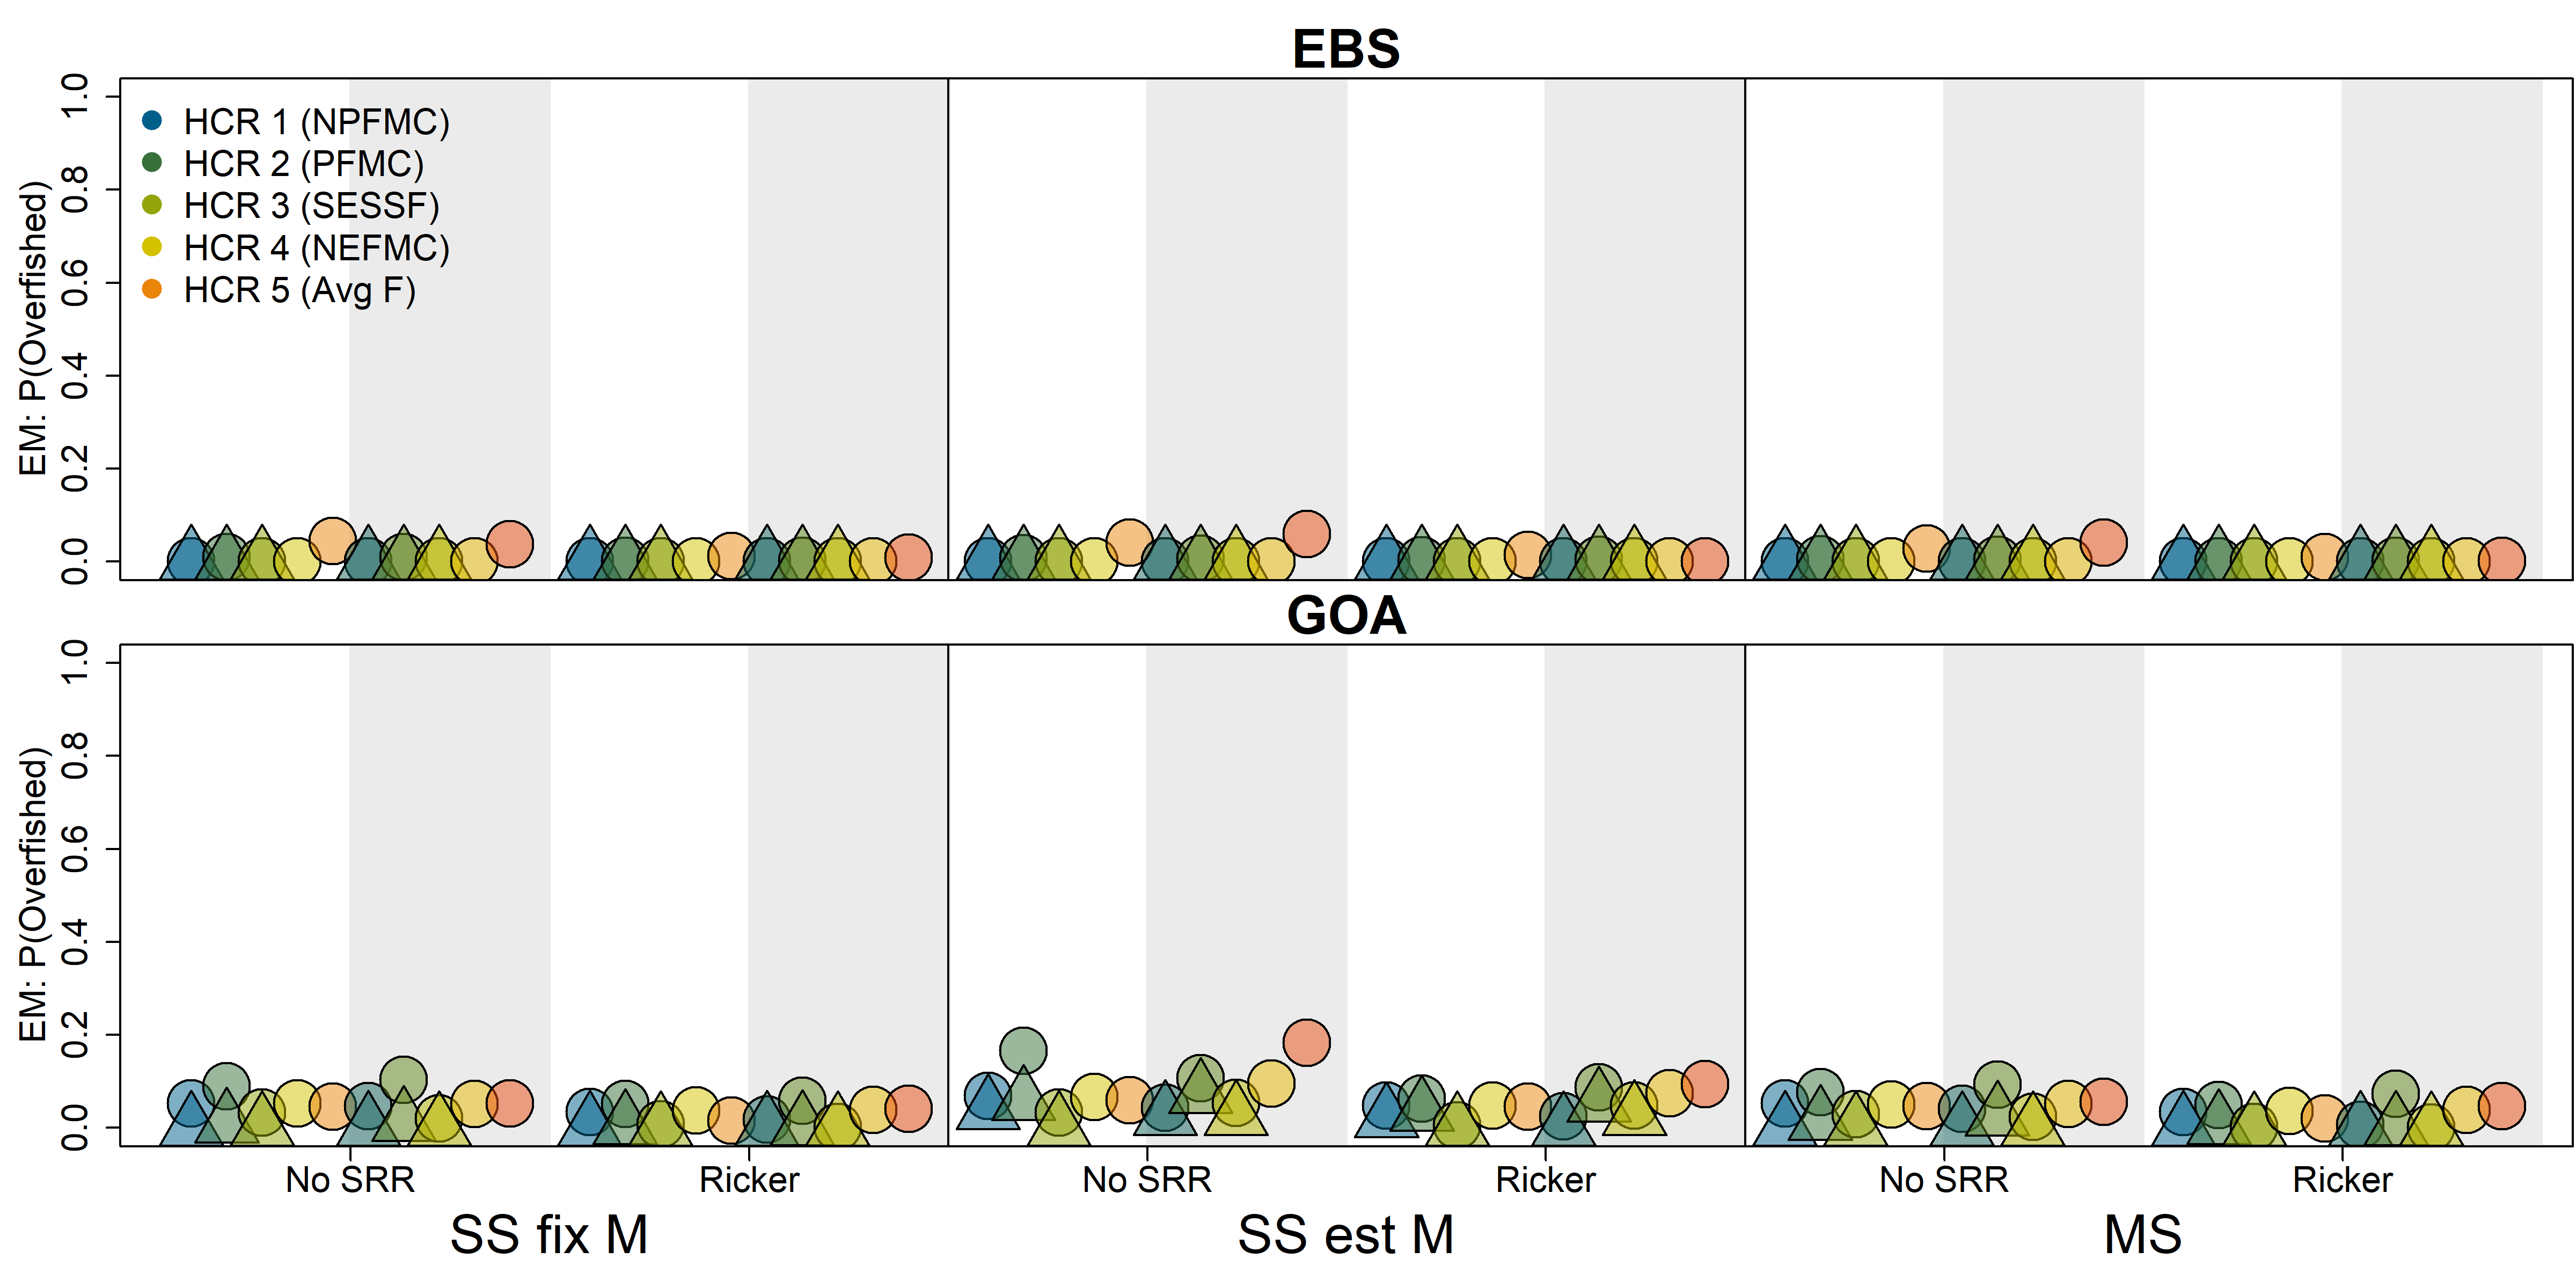 EBS
EM: P(Overfished)
1.0
0.8
0.6
0.4
0.2
0.0
HCR 1 (NPFMC)
HCR 2 (PFMC)
HCR 3 (SESSF)
HCR 4 (NEFMC)
HCR 5 (Avg F)
GOA
EM: P(Overfished)
1.0
0.8
0.6
0.4
0.2
0.0
No SRR Ricker No SRR Ricker No SRR Ricker
SS fix M SS est M MS